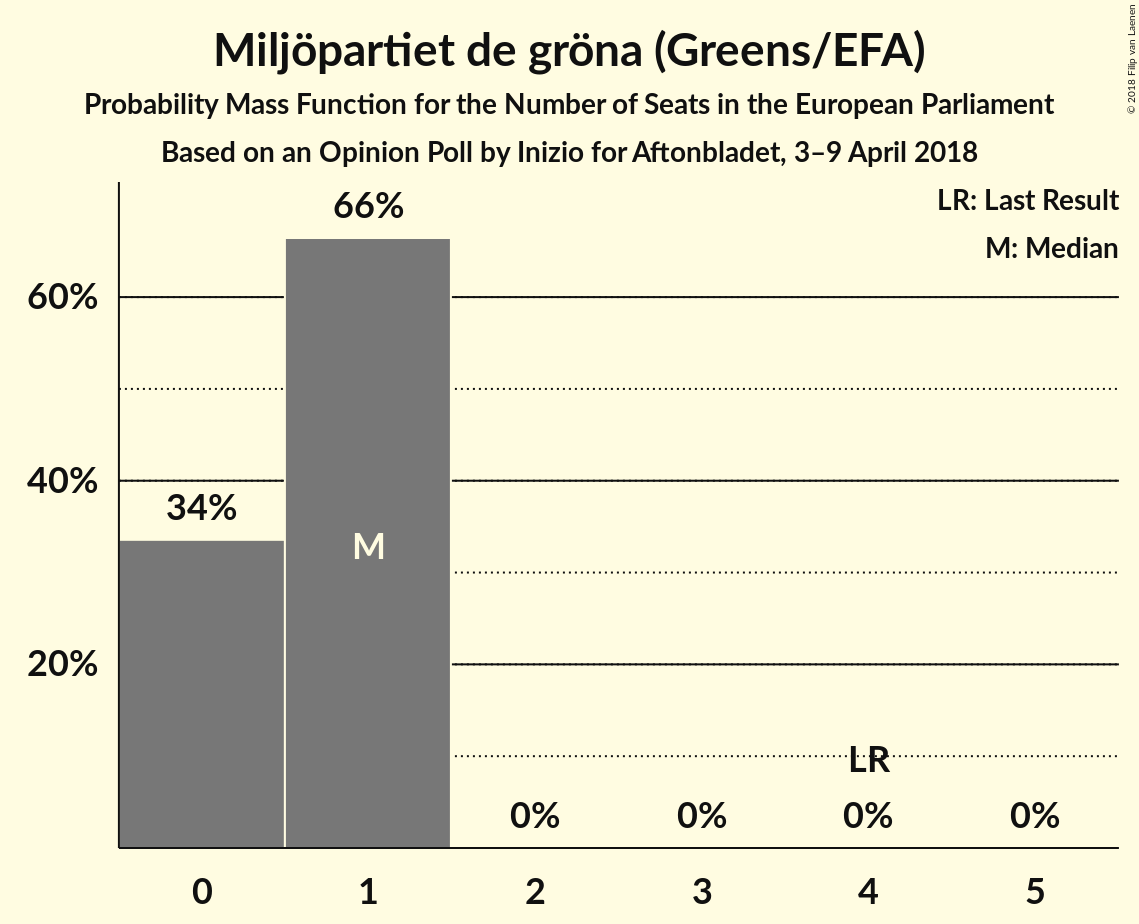 Miljöpartiet de gröna (Greens/EFA)
Probability Mass Function for the Number of Seats in the European Parliament
Based on an Opinion Poll by Inizio for Aftonbladet, 3–9 April 2018
© 2018 Filip van Laenen
LR: Last Result
M: Median
66%
60%
40%
34%
M
20%
LR
0% 0% 0% 0%
0 1 2 3 4 5